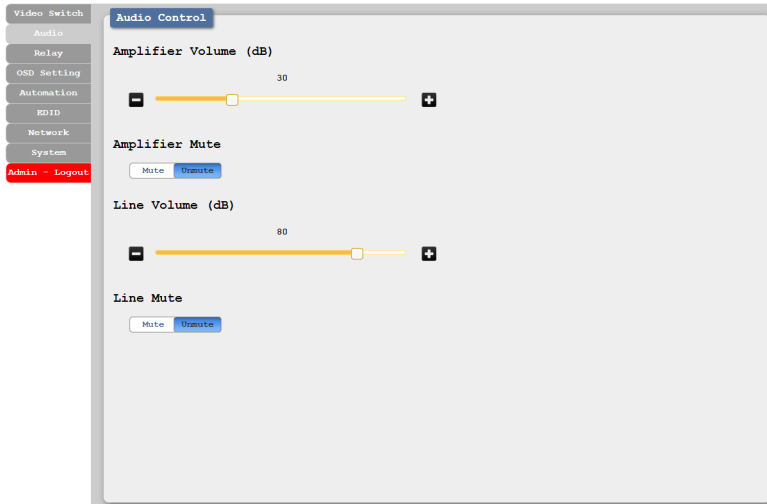 Video Switch
Audio
Relay
OSD Setting
Automation
EDID
Network
System
Admin - Logout
Audio Control
Amplifier Volume (dB)
30
Amplifier Mute
Mute Unmute
Line Volume (dB)
80
Line Mute
Mute Unmute